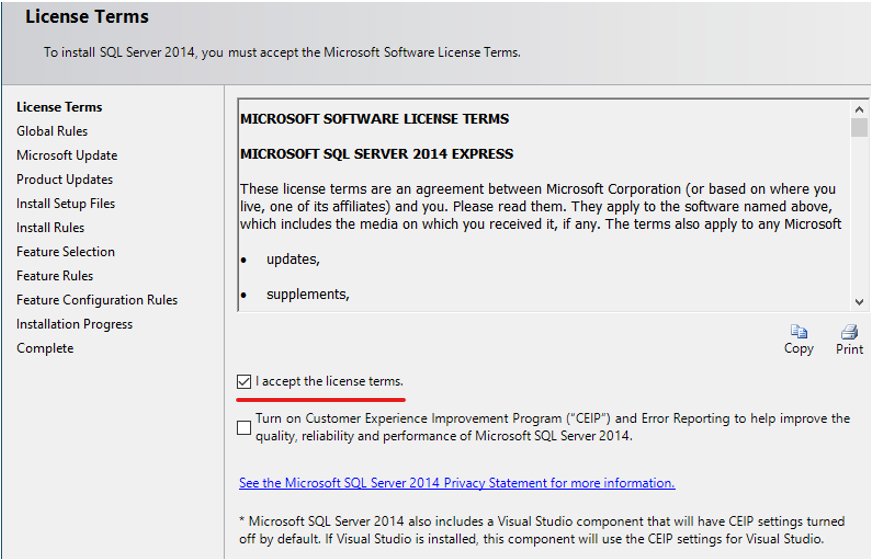 License Terms
To install SQL Server 2014, you must accept the Microsoft Software License Terms.
License Terms
Global Rules
Microsoft Update
Product Updates
Install Setup Files
Install Rules
Feature Selection
Feature Rules
Feature Configuration Rules
Installation Progress
Complete
MICROSOFT SOFTWARE LICENSE TERMS
MICROSOFT SQL SERVER 2014 EXPRESS
These license terms are an agreement between Microsoft Corporation (or based on where you
live, one of its affiliates) and you. Please read them. They apply to the software named above,
which includes the media on which you received it, if any. The terms also apply to any Microsoft
• updates,
• supplements,
Copy Print
I accept the license terms.
Turn on Customer Experience Improvement Program ("CEIP") and Error Reporting to help improve the
quality, reliability and performance of Microsoft SQL Server 2014.
See the Microsoft SQL Server 2014 Privacy Statement for more information.
* Microsoft SQL Server 2014 also includes a Visual Studio component that will have CEIP settings turned
off by default. If Visual Studio is installed, this component will use the CEIP settings for Visual Studio.